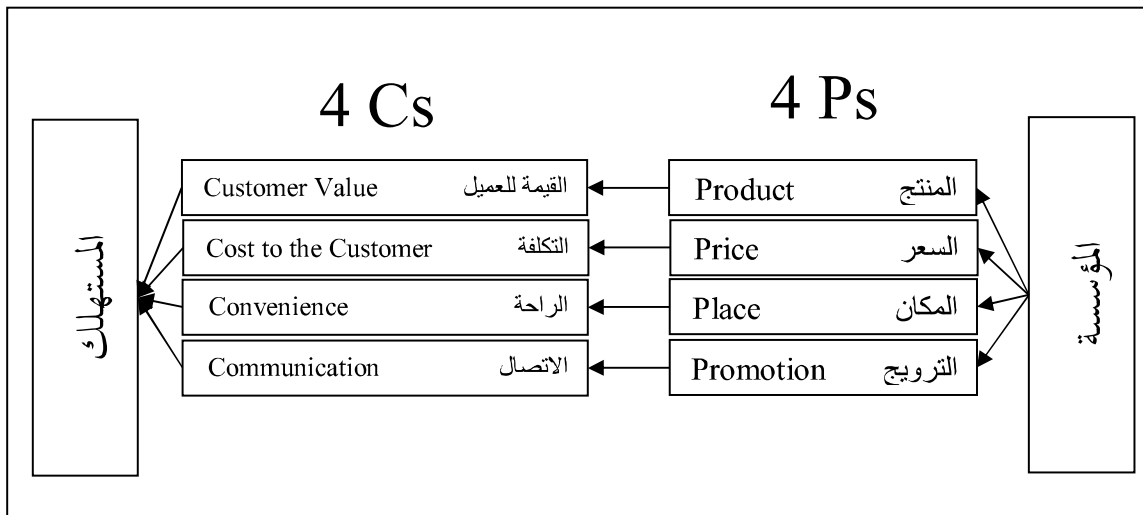 4 Ps
4 Cs
المؤسسة
المنتج Product
القيمة للعميل Customer Value
السعر Price
التكلفة Cost to the Customer
المكان Place
الراحة Convenience
الترويج Promotion
الاتصال Communication
المستهلك